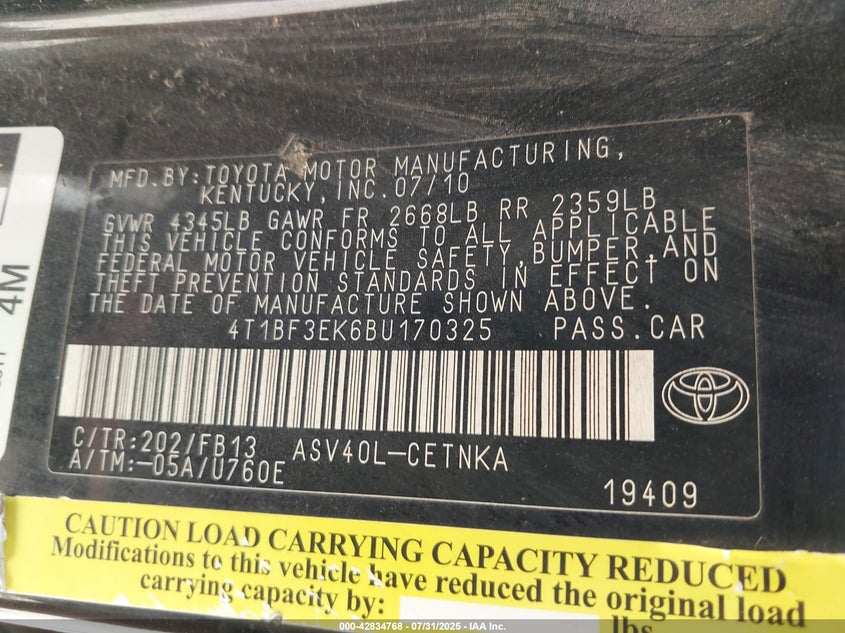 MFD.BY:TOYOTA MOTOR MANUFACTURING,
KENTUCKY,INC.07/10
GVWR 4345LB GAWR FR 2668LB RR 2359LB
THIS VEHICLE CONFORMS TO ALL APPLICABLE
FEDERAL MOTOR VEHICLE SAFETY,BUMPER,AND
THEFT PREVENTION STANDARDS IN EFFECT ON
THE DATE OF MANUFACTURE SHOWN ABOVE.
4T1BF3EK6BU170325 PASS.CAR
C/TR:202/FB13 ASV40L-CETNKA
A/TM:-05A/U760E
19409
4M
CAUTION LOAD CARRYING CAPACITY REDUCED
Modifications to this vehicle have reduced the original load
carrying capacity by:
lbs
000-42834768 - 07/31/2025 - IAA Inc.